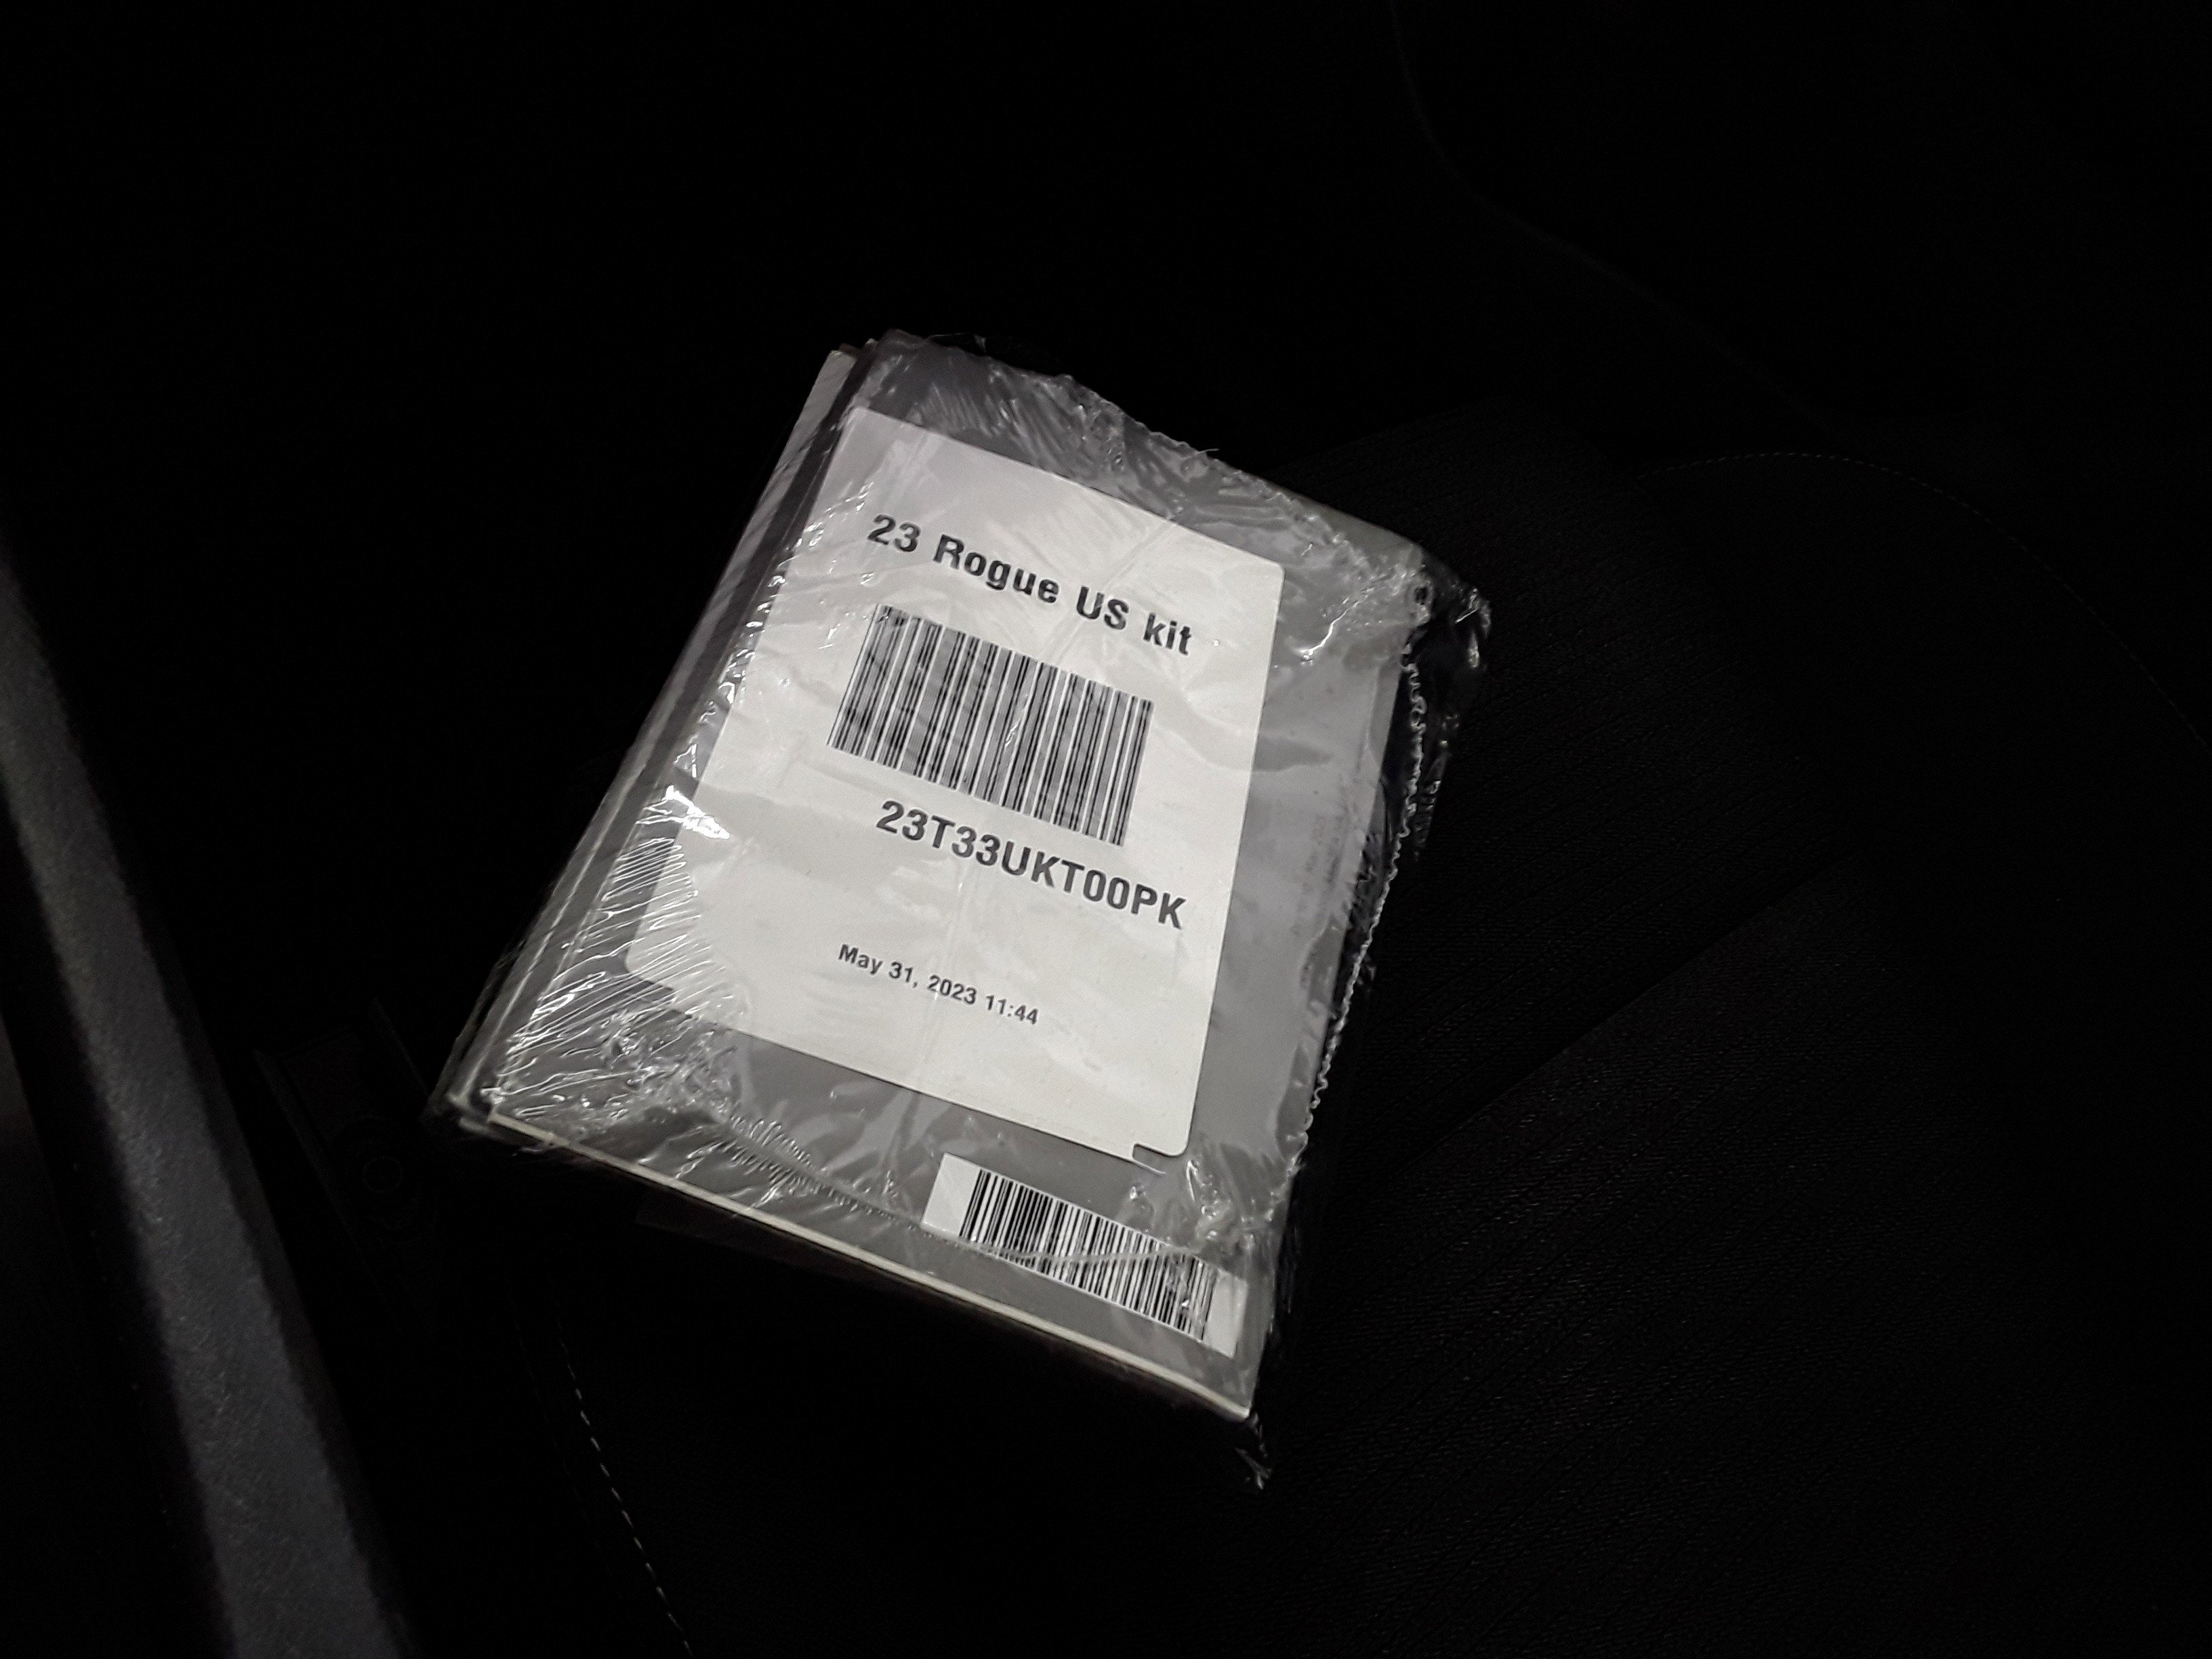 23 Rogue US kit
23T33UKT00PK
May 31, 2023 11:44